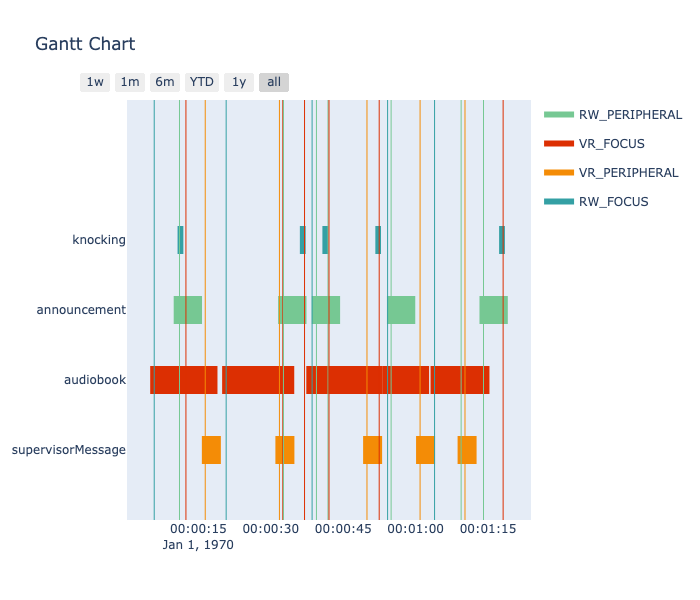 Gantt Chart
1w 1m 6m YTD 1y all
RW_PERIPHERAL
VR_FOCUS
VR_PERIPHERAL
RW_FOCUS
knocking
announcement
audiobook
supervisorMessage
00:00:15 00:00:30 00:00:45 00:01:00 00:01:15
Jan 1, 1970